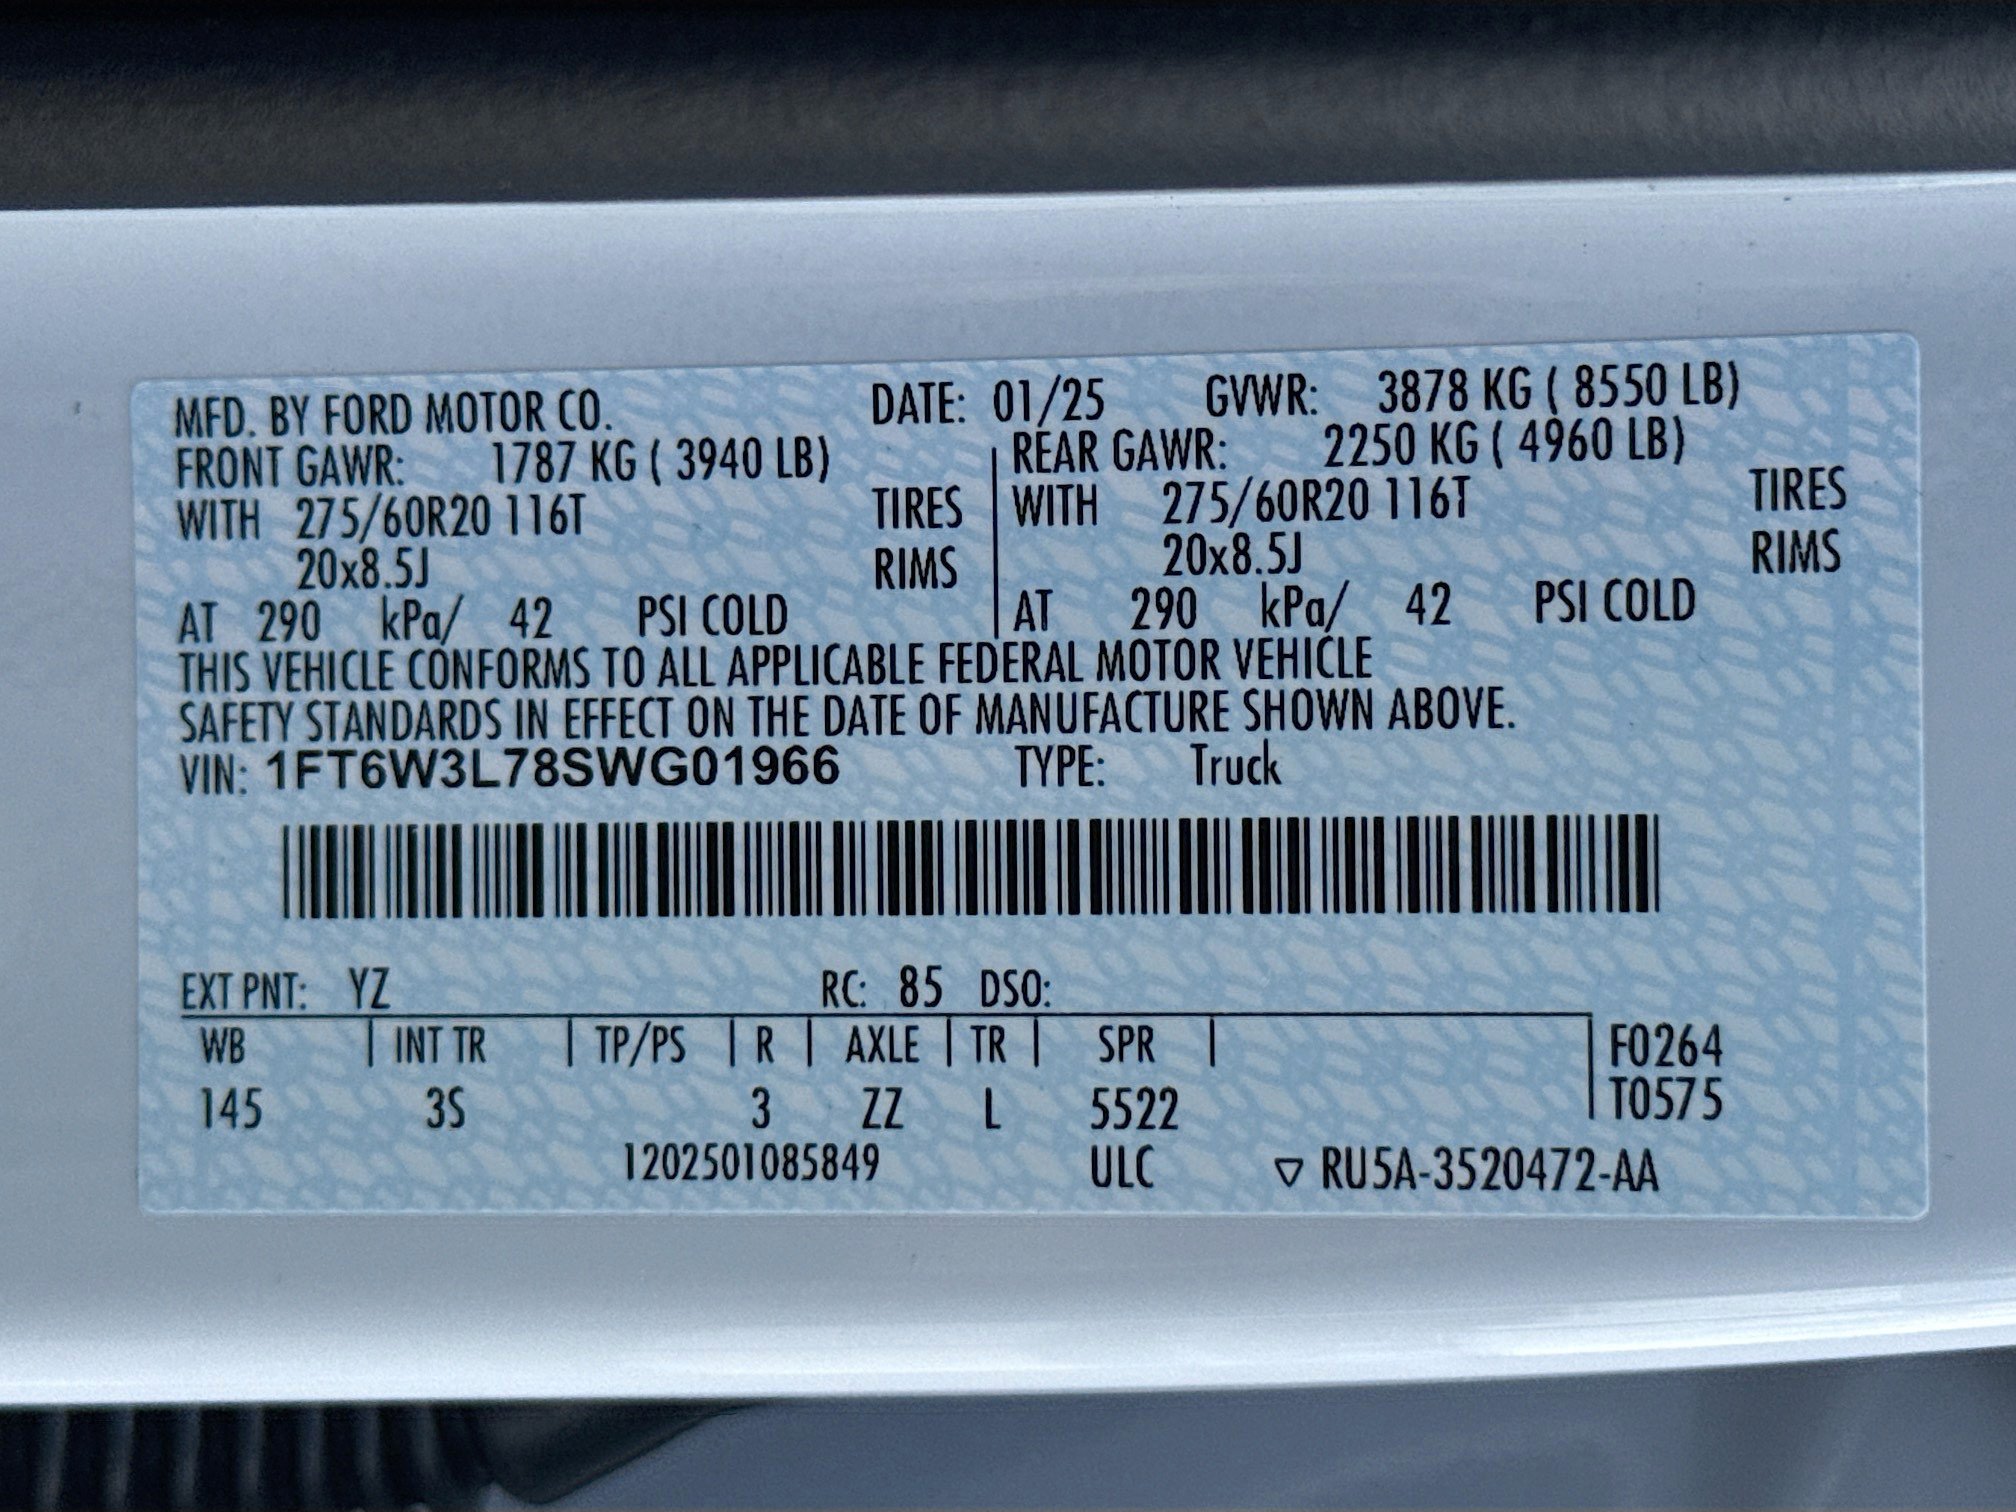 MFD. BY FORD MOTOR CO. DATE: 01/25 GVWR: 3878 KG ( 8550 LB)
FRONT GAWR: 1787 KG ( 3940 LB) REAR GAWR: 2250 KG ( 4960 LB)
WITH 275/60R20 116T TIRES WITH 275/60R20 116T TIRES
20x8.5J RIMS 20x8.5J RIMS
AT 290 kPa/ 42 PSI COLD AT 290 kPa/ 42 PSI COLD
THIS VEHICLE CONFORMS TO ALL APPLICABLE FEDERAL MOTOR VEHICLE
SAFETY STANDARDS IN EFFECT ON THE DATE OF MANUFACTURE SHOWN ABOVE.
VIN: 1FT6W3L78SWG01966 TYPE: Truck
EXT PNT: YZ RC: 85 DSO:
WB INT TR TP/PS R AXLE TR SPR F0264
145 3S 3 ZZ L 5522 T0575
1202501085849 ULC ▽ RU5A-3520472-AA